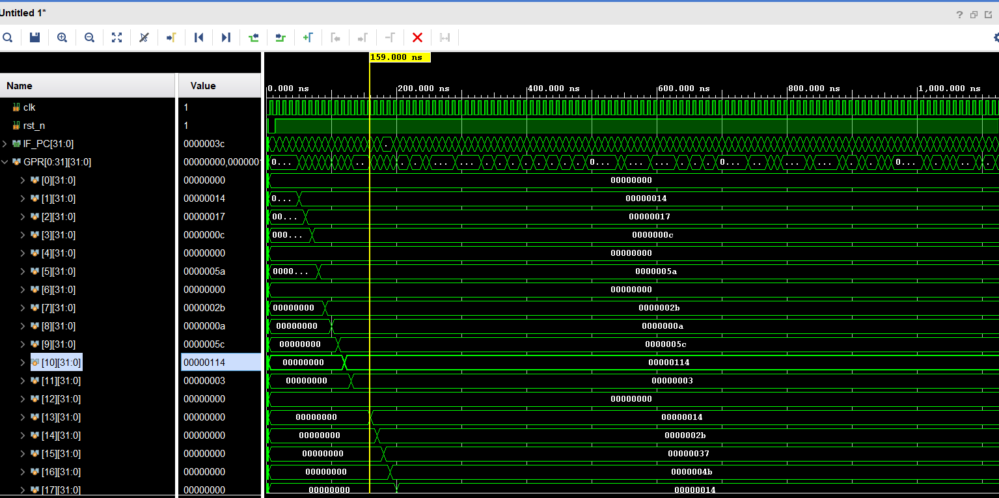 Untitled 1*
?
159.000 ns
Name Value 0.000 ns 200.000 ns 400.000 ns 600.000 ns 800.000 ns 1,000.000 ns
clk 1
rst_n 1
IF_PC[31:0] 0000003c .
GPR[0:31][31:0] 00000000,0000001 0... ... . . ... . .. . . . . . 0... .. ... . .. 0... ... . ... ... . . . . 0... . .. ..
[0][31:0] 00000000 00000000
[1][31:0] 00000014 0... 00000014
[2][31:0] 00000017 00... 00000017
[3][31:0] 0000000c 000... 0000000c
[4][31:0] 00000000 00000000
[5][31:0] 0000005a 0000... 0000005a
[6][31:0] 00000000 00000000
[7][31:0] 0000002b 00000000 0000002b
[8][31:0] 0000000a 00000000 0000000a
[9][31:0] 0000005c 00000000 0000005c
[10][31:0] 00000114 00000000 00000114
[11][31:0] 00000003 00000000 00000003
[12][31:0] 00000000 00000000
[13][31:0] 00000000 00000000 00000014
[14][31:0] 00000000 00000000 0000002b
[15][31:0] 00000000 00000000 00000037
[16][31:0] 00000000 00000000 0000004b
[17][31:0] 00000000 00000000 00000014